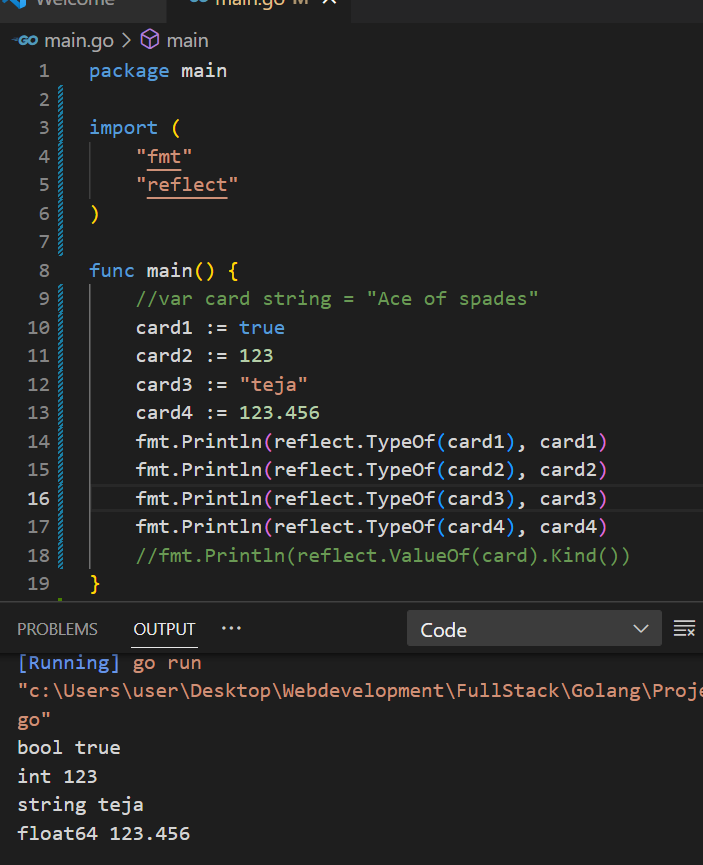 Welcome main.go M
main.go > main
1 package main
2
3 import (
4 "fmt"
5 "reflect"
6 )
7
8 func main() {
9 //var card string = "Ace of spades"
10 card1 := true
11 card2 := 123
12 card3 := "teja"
13 card4 := 123.456
14 fmt.Println(reflect.TypeOf(card1), card1)
15 fmt.Println(reflect.TypeOf(card2), card2)
16 fmt.Println(reflect.TypeOf(card3), card3)
17 fmt.Println(reflect.TypeOf(card4), card4)
18 //fmt.Println(reflect.ValueOf(card).Kind())
19 }
PROBLEMS OUTPUT ... Code
[Running] go run
"c:\Users\user\Desktop\Webdevelopment\FullStack\Golang\Proje
go"
bool true
int 123
string teja
float64 123.456